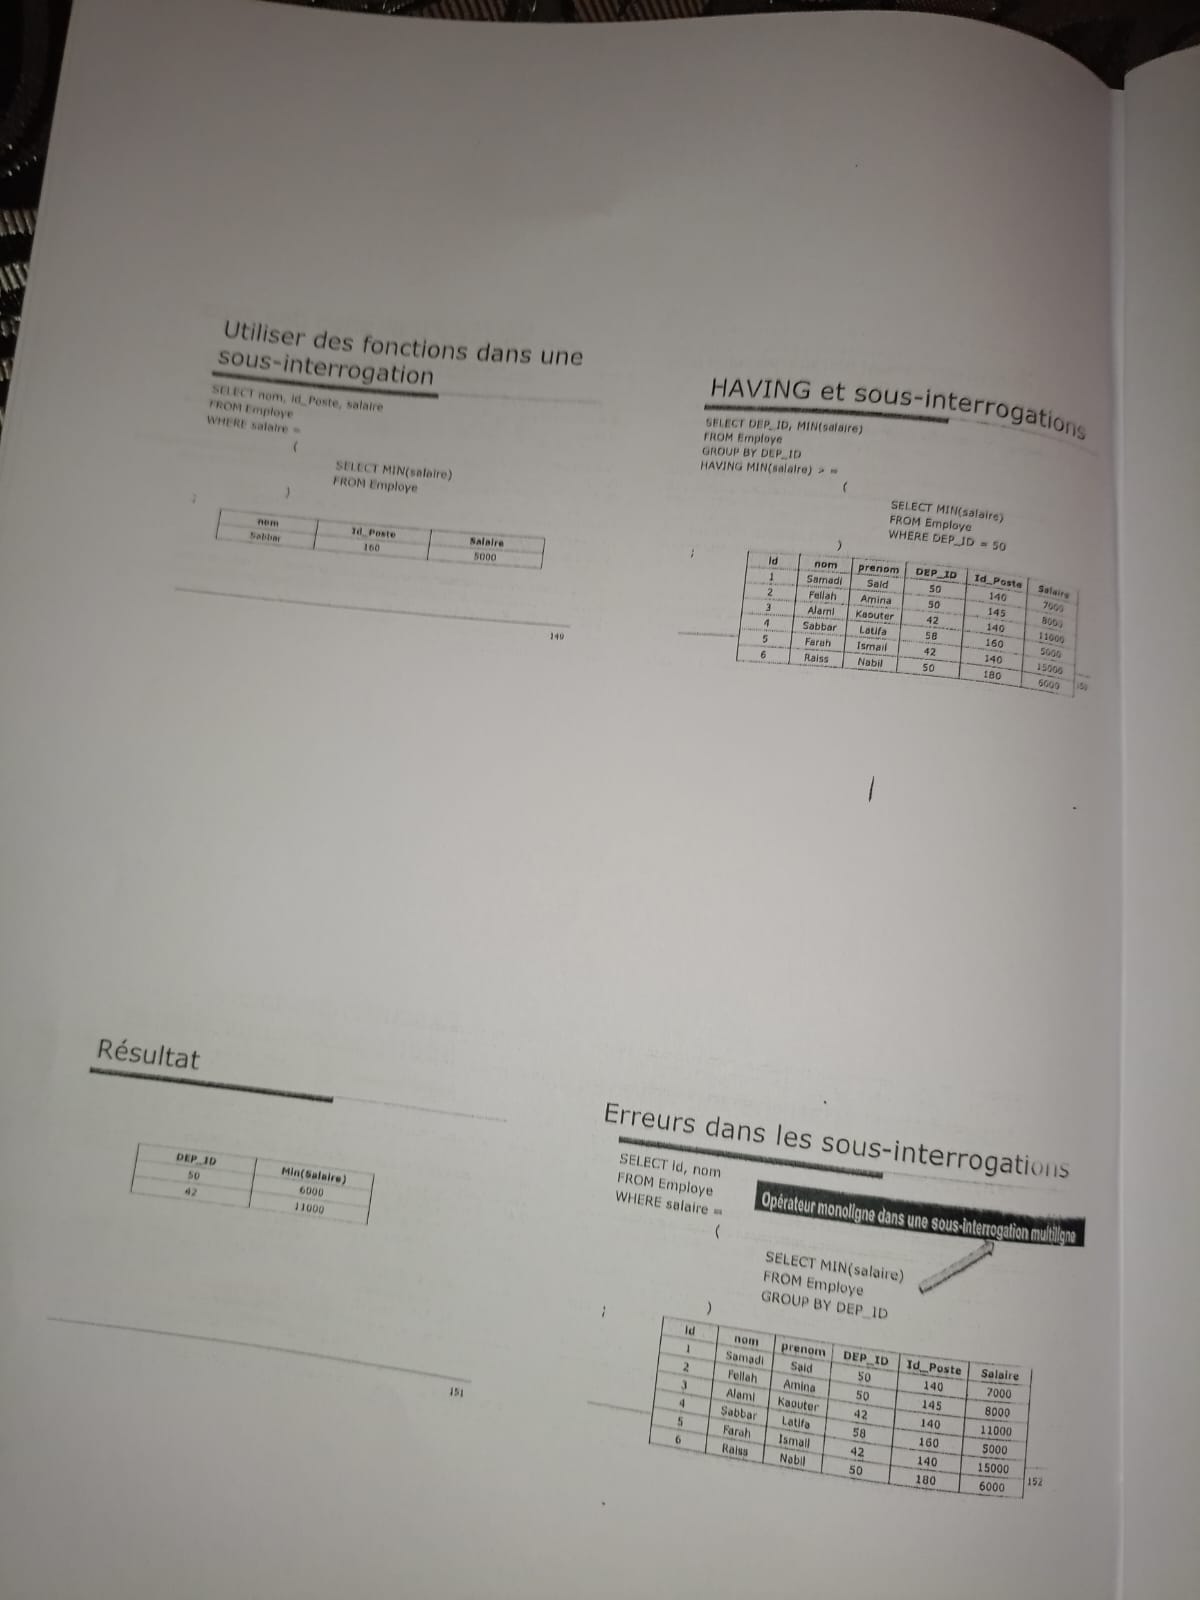 Utiliser des fonctions dans une
sous-interrogation
SELECT nom, id_Poste, salaire
FROM Employe
WHERE salaire =
(
SELECT MIN(salaire)
FROM Employe
)
;
nom Id_Poste Salaire
Sabbar 160 5000
149
HAVING et sous-interrogations
SELECT DEP_ID, MIN(salaire)
FROM Employe
GROUP BY DEP_ID
HAVING MIN(salaire) > =
(
SELECT MIN(salaire)
FROM Employe
WHERE DEP_ID = 50
)
;
Id nom prenom DEP_ID Id_Poste Salaire
1 Samadi Said 50 140 7000
2 Fellah Amina 50 145 8000
3 Alami Kaouter 42 140 11000
4 Sabbar Latifa 58 160 5000
5 Farah Ismail 42 140 15000
6 Raiss Nabil 50 180 6000
150
Résultat
DEP_ID Min(Salaire)
50 6000
42 11000
151
Erreurs dans les sous-interrogations
SELECT id, nom
FROM Employe
WHERE salaire =
Opérateur monoligne dans une sous-interrogation multiligne
(
SELECT MIN(salaire)
FROM Employe
GROUP BY DEP_ID
)
;
Id nom prenom DEP_ID Id_Poste Salaire
1 Samadi Said 50 140 7000
2 Fellah Amina 50 145 8000
3 Alami Kaouter 42 140 11000
4 Sabbar Latifa 58 160 5000
5 Farah Ismail 42 140 15000
6 Raiss Nabil 50 180 6000
152